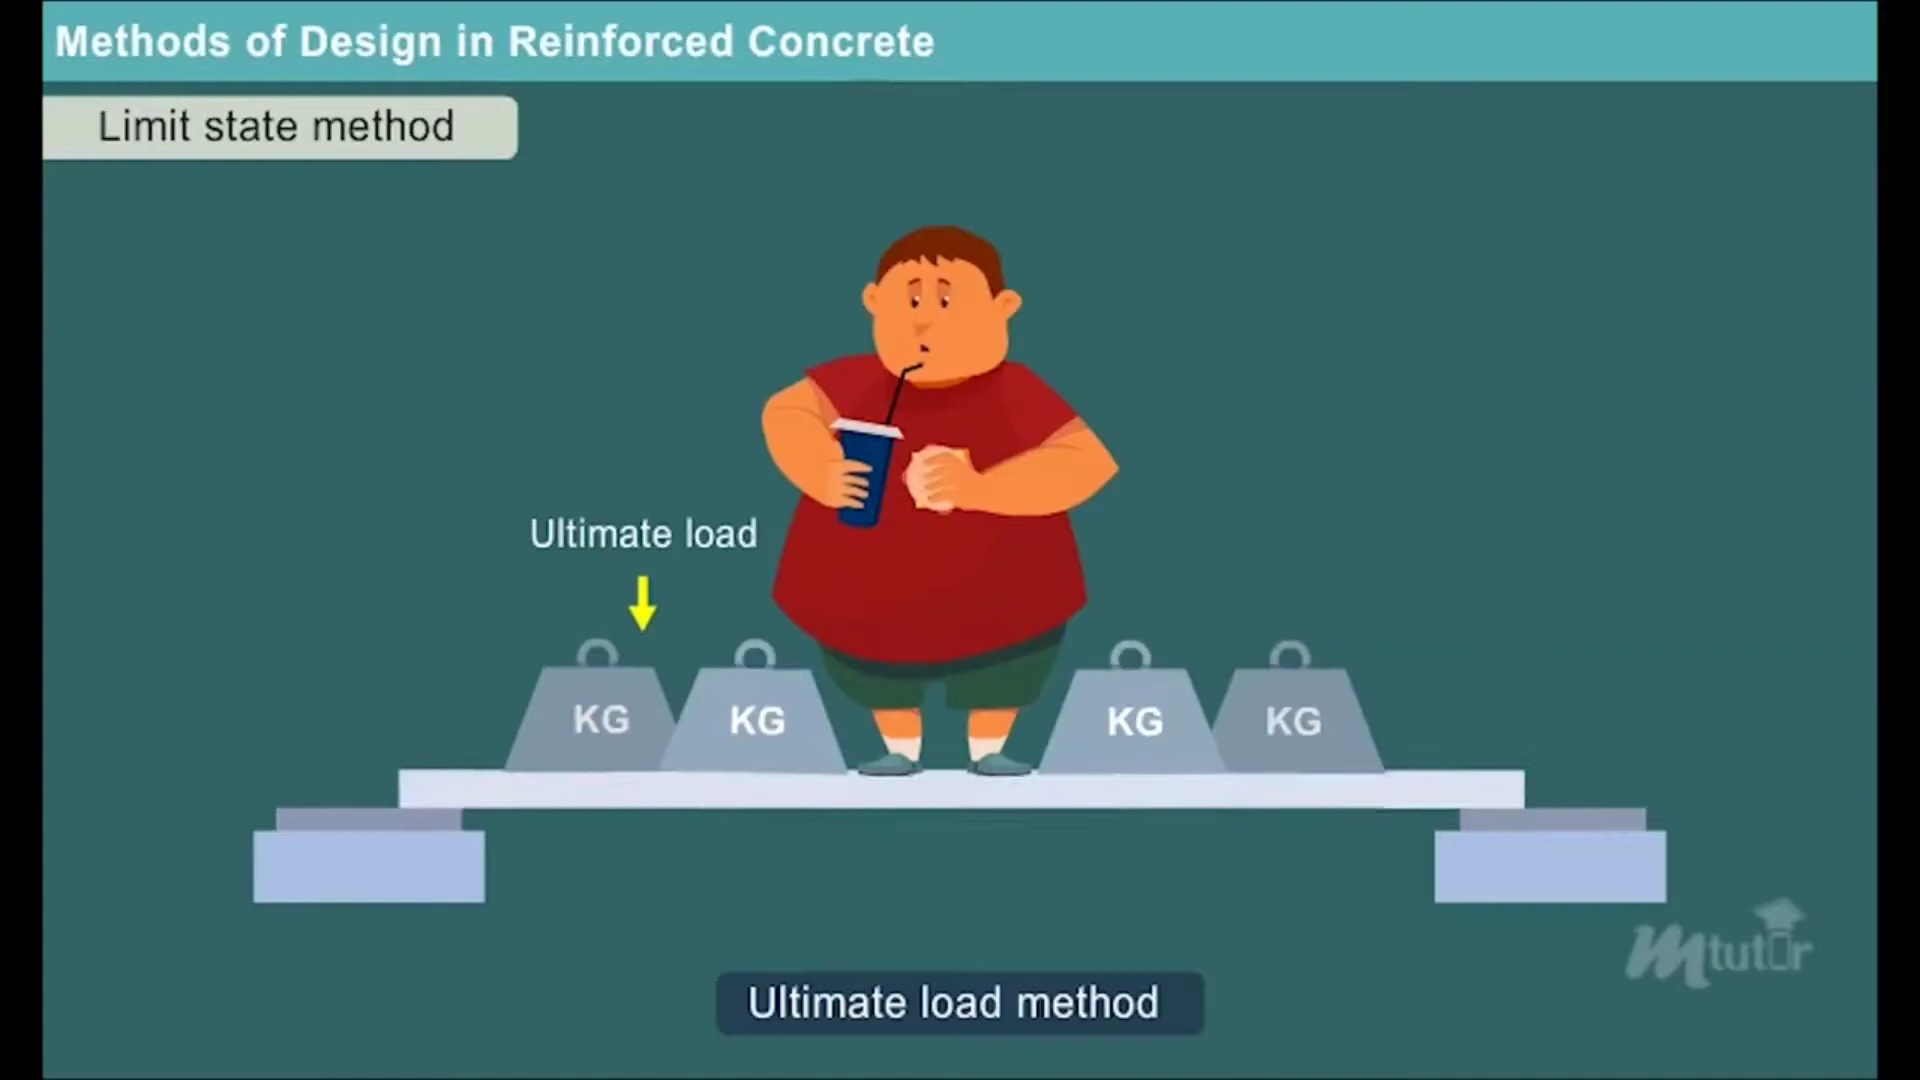 Methods of Design in Reinforced Concrete
Limit state method
Ultimate load
KG
KG
KG
KG
Mtutor
Ultimate load method